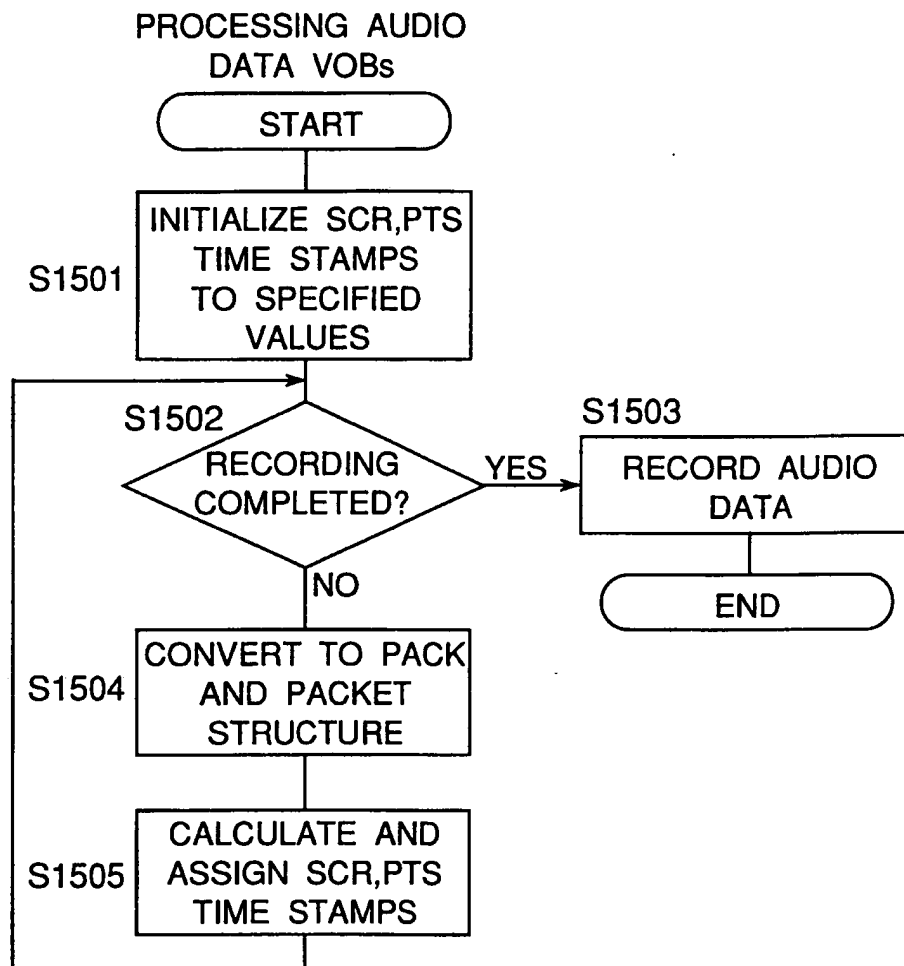 PROCESSING AUDIO
DATA VOBs
START
S1501
INITIALIZE SCR,PTS
TIME STAMPS
TO SPECIFIED
VALUES
S1502
RECORDING
COMPLETED?
YES
S1503
RECORD AUDIO
DATA
END
NO
S1504
CONVERT TO PACK
AND PACKET
STRUCTURE
S1505
CALCULATE AND
ASSIGN SCR,PTS
TIME STAMPS